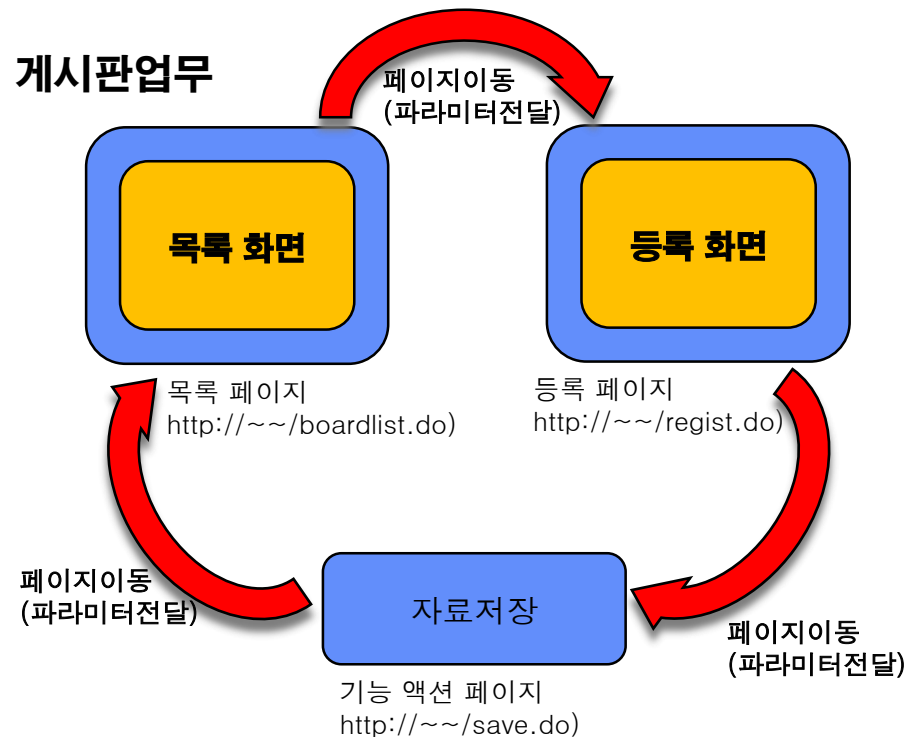 게시판업무
페이지이동
(파라미터전달)
목록 화면
등록 화면
목록 페이지
http://~~/boardlist.do)
등록 페이지
http://~~/regist.do)
페이지이동
(파라미터전달)
자료저장
페이지이동
(파라미터전달)
기능 액션 페이지
http://~~/save.do)